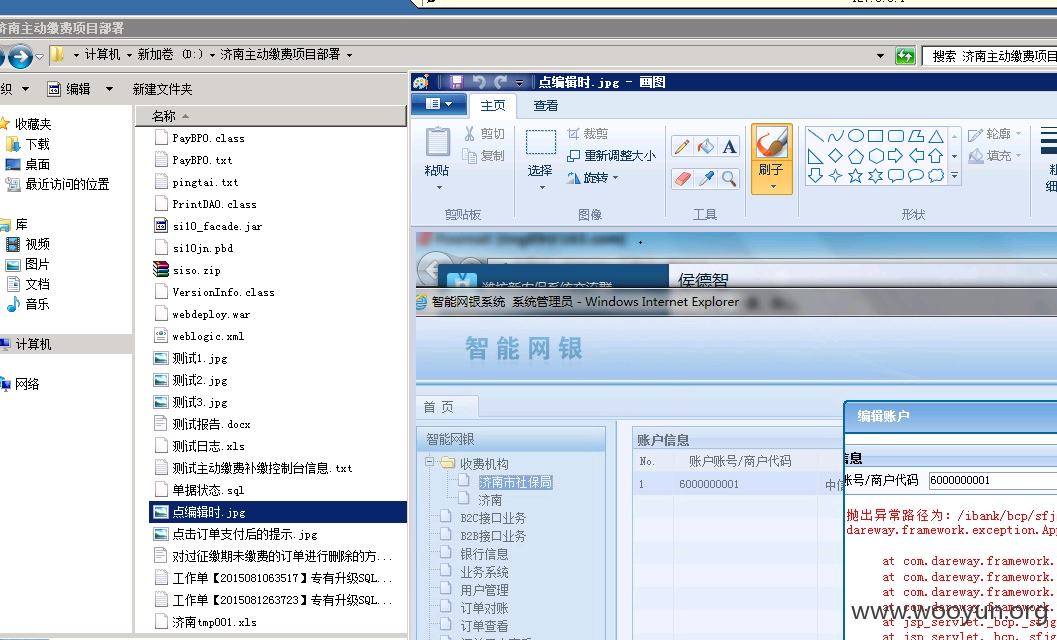 济南主动缴费项目部署
计算机 新加卷 (D:) 济南主动缴费项目部署
搜索 济南主动缴费项目
织 编辑 新建文件夹
收藏夹
下载
桌面
最近访问的位置
库
视频
图片
文档
音乐
计算机
网络
名称
PayBPO.class
PayBPO.txt
pingtai.txt
PrintDAO.class
si10_facade.jar
si10jn.pbd
siso.zip
VersionInfo.class
webdeploy.war
weblogic.xml
测试1.jpg
测试2.jpg
测试3.jpg
测试报告.docx
测试日志.xls
测试主动缴费补缴控制台信息.txt
单据状态.sql
点编辑时.jpg
点击订单支付后的提示.jpg
对过征缴期未缴费的订单进行删除的方...
工作单【2015081063517】专有升级SQL...
工作单【2015081263723】专有升级SQL...
济南tmp001.xls
点编辑时.jpg - 画图
主页 查看
粘贴
剪切
复制
剪贴板
选择
裁剪
重新调整大小
旋转
图像
A
工具
刷子
轮廓
填充
形状
粗
细
侯德智
智能网银系统 系统管理员 - Windows Internet Explorer
智能网银
首 页
智能网银
收费机构
济南市社保局
济南
B2C接口业务
B2B接口业务
银行信息
业务系统
用户管理
订单对账
订单查看
账户信息
No. 账户账号/商户代码
1 6000000001 中信
编辑账户
信息
账号/商户代码 6000000001
抛出异常路径为: /ibank/bcp/sfjg
dareway.framework.exception.App
at com.dareway.framework.
at com.dareway.framework.
at com.dareway.framework.
at com.dareway.framework.
at jsp_servlet._bcp._sfjg
www.wooyun.org